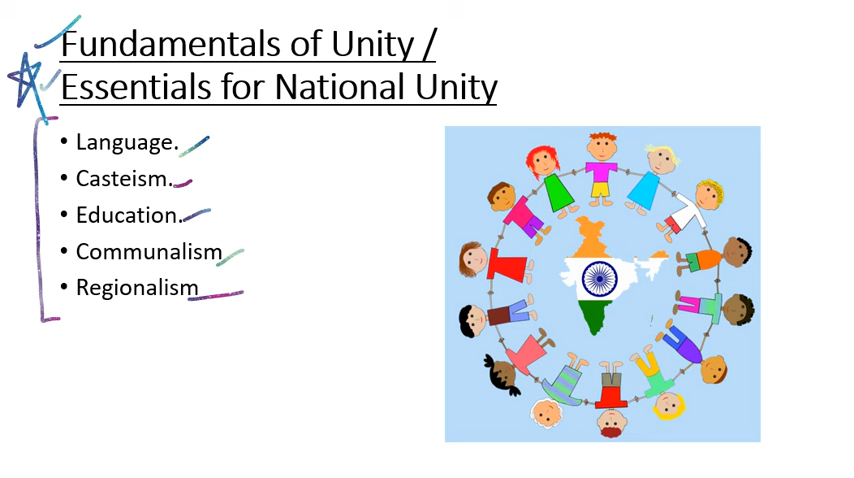 Fundamentals of Unity /
Essentials for National Unity
• Language.
• Casteism.
• Education.
• Communalism
• Regionalism